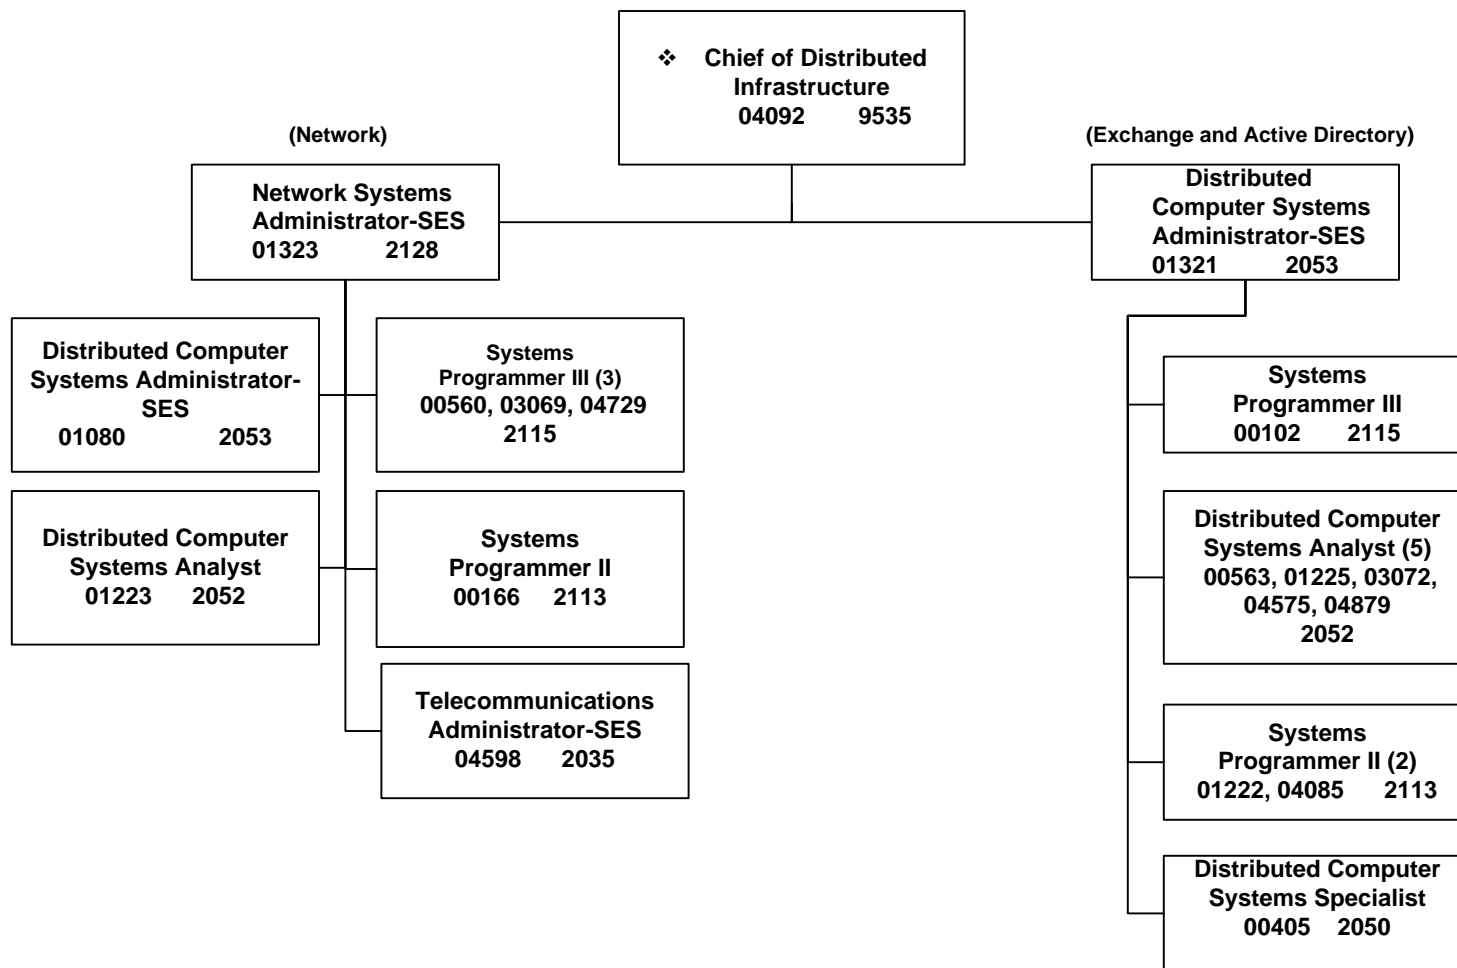 ❖ Chief of Distributed
Infrastructure
04092 9535
(Network)
(Exchange and Active Directory)
Network Systems
Administrator-SES
01323 2128
Distributed
Computer Systems
Administrator-SES
01321 2053
Distributed Computer
Systems Administrator-
SES
01080 2053
Systems
Programmer III (3)
00560, 03069, 04729
2115
Distributed Computer
Systems Analyst
01223 2052
Systems
Programmer II
00166 2113
Telecommunications
Administrator-SES
04598 2035
Systems
Programmer III
00102 2115
Distributed Computer
Systems Analyst (5)
00563, 01225, 03072,
04575, 04879
2052
Systems
Programmer II (2)
01222, 04085 2113
Distributed Computer
Systems Specialist
00405 2050